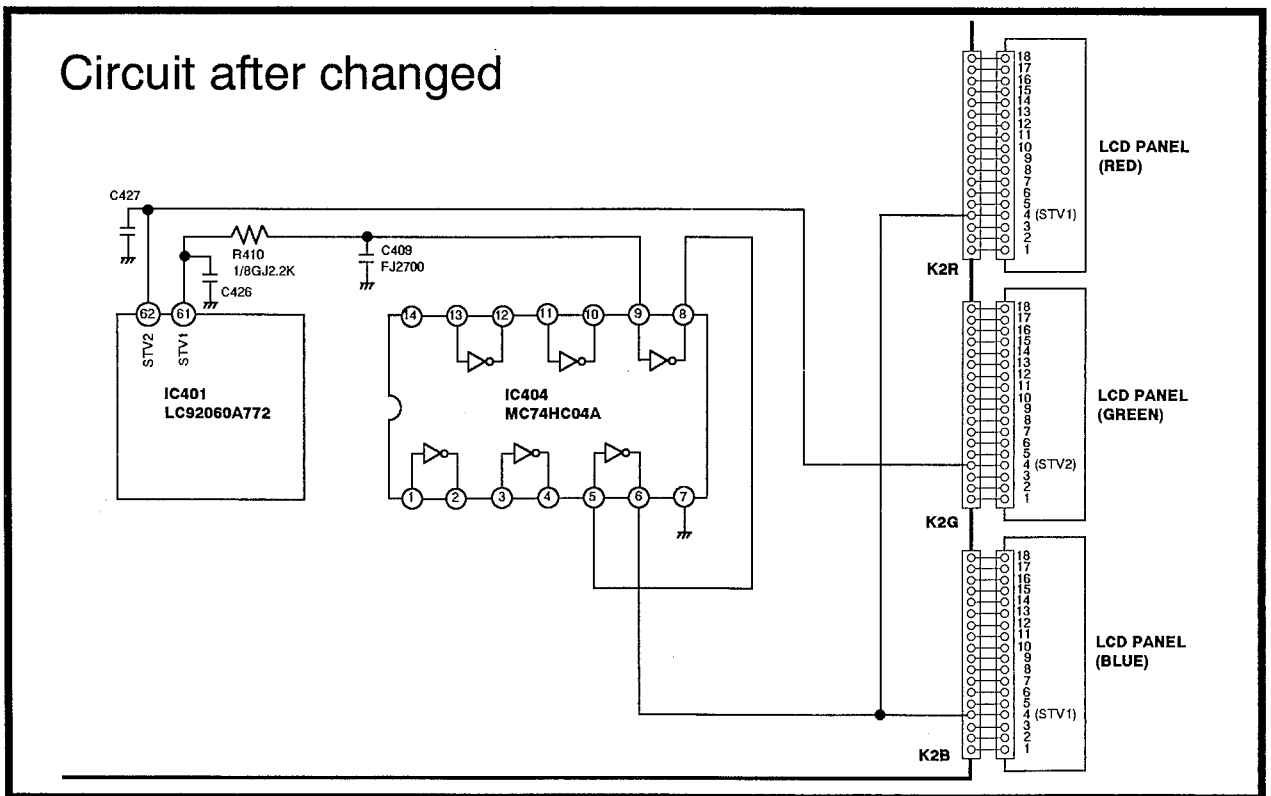 Circuit after changed
C427
R410
1/8GJ2.2K
C409
FJ2700
C426
62
61
STV2
STV1
IC401
LC92060A772
14
13
12
11
10
9
8
IC404
MC74HC04A
1
2
3
4
5
6
7
18
17
16
15
14
13
12
11
10
9
8
7
6
5
4 (STV1)
3
2
1
LCD PANEL
(RED)
K2R
18
17
16
15
14
13
12
11
10
9
8
7
6
5
4 (STV2)
3
2
1
LCD PANEL
(GREEN)
K2G
18
17
16
15
14
13
12
11
10
9
8
7
6
5
4 (STV1)
3
2
1
LCD PANEL
(BLUE)
K2B